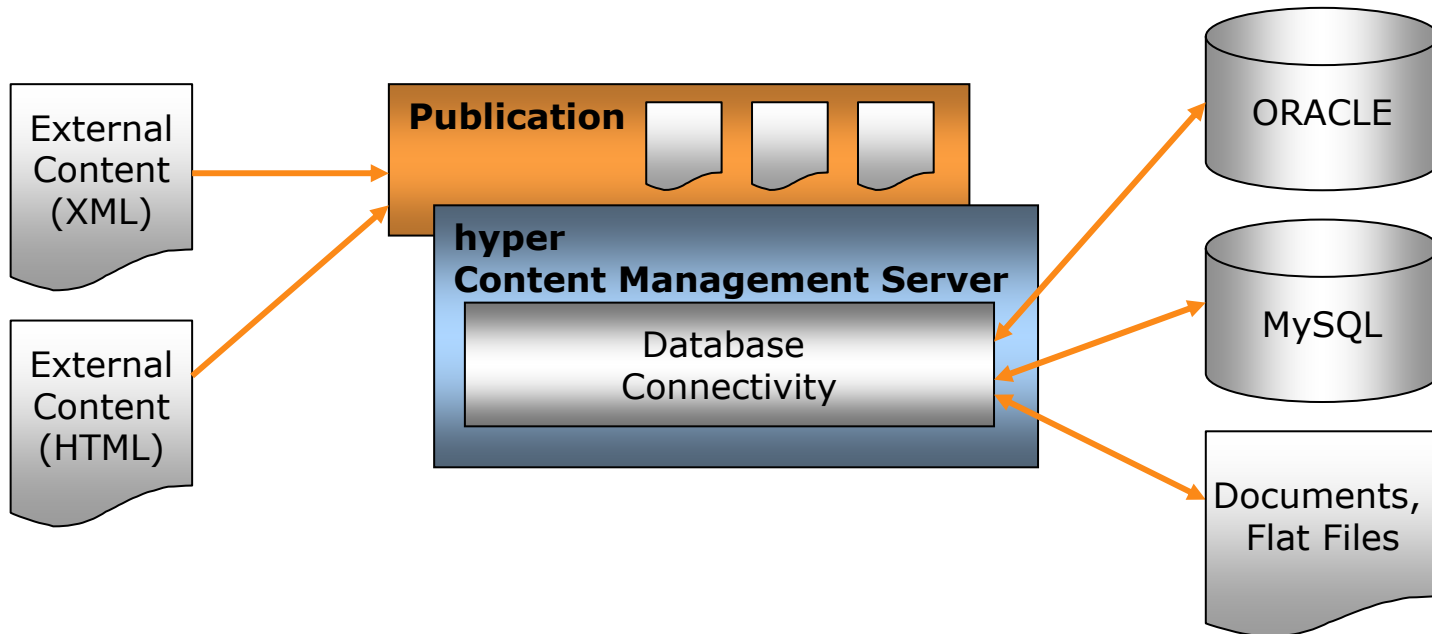 External
Content
(XML)
External
Content
(HTML)
Publication
hyper
Content Management Server
Database
Connectivity
ORACLE
MySQL
Documents,
Flat Files